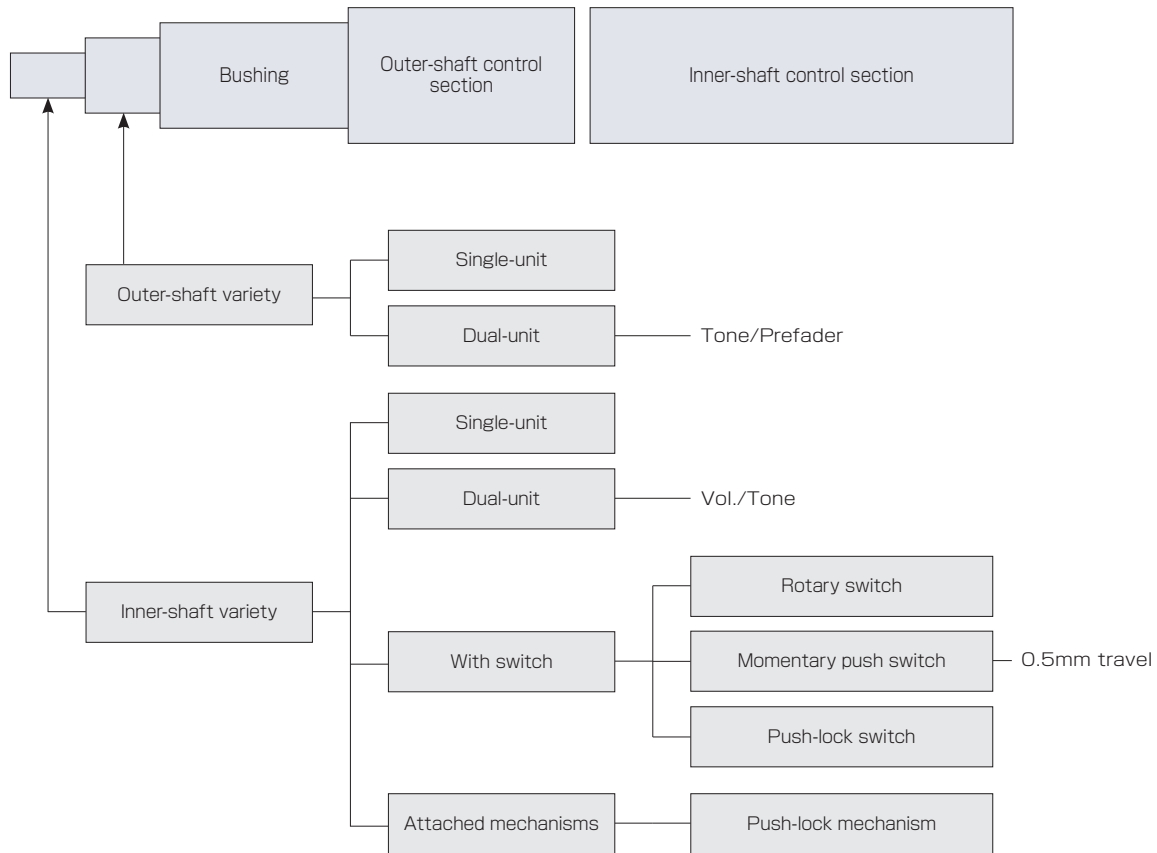 Bushing
Outer-shaft control
section
Inner-shaft control section
Single-unit
Outer-shaft variety
Dual-unit
Tone/Prefader
Single-unit
Dual-unit
Vol./Tone
Rotary switch
Inner-shaft variety
With switch
Momentary push switch
0.5mm travel
Push-lock switch
Attached mechanisms
Push-lock mechanism